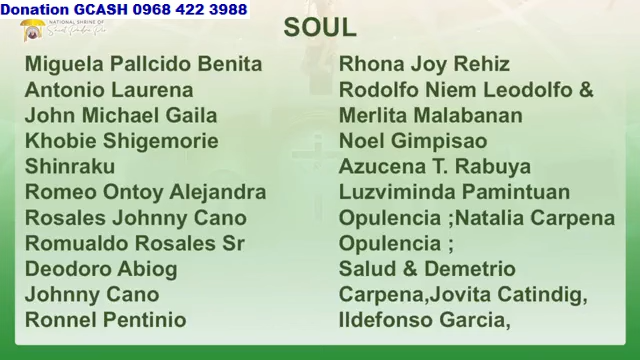 Donation GCASH 0968 422 3988
NATIONAL SHRINE OF
Saint Padre Pio
SOUL
Miguela Pallcido Benita
Antonio Laurena
John Michael Gaila
Khobie Shigemorie
Shinraku
Romeo Ontoy Alejandra
Rosales Johnny Cano
Romualdo Rosales Sr
Deodoro Abiog
Johnny Cano
Ronnel Pentinio
Rhona Joy Rehiz
Rodolfo Niem Leodolfo &
Merlita Malabanan
Noel Gimpisao
Azucena T. Rabuya
Luzviminda Pamintuan
Opulencia ;Natalia Carpena
Opulencia ;
Salud & Demetrio
Carpena,Jovita Catindig,
Ildefonso Garcia,